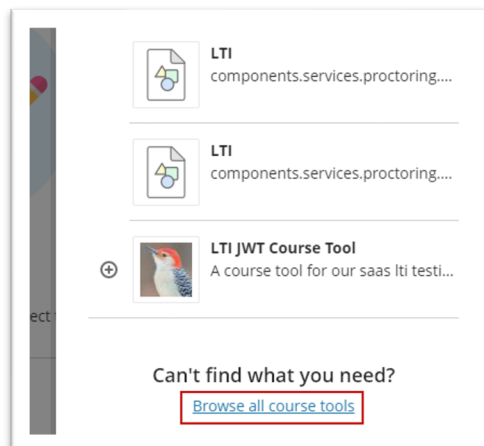 LTI
components.services.proctoring....
LTI
components.services.proctoring....
LTI JWT Course Tool
A course tool for our saas lti testi...
ect
Can't find what you need?
Browse all course tools